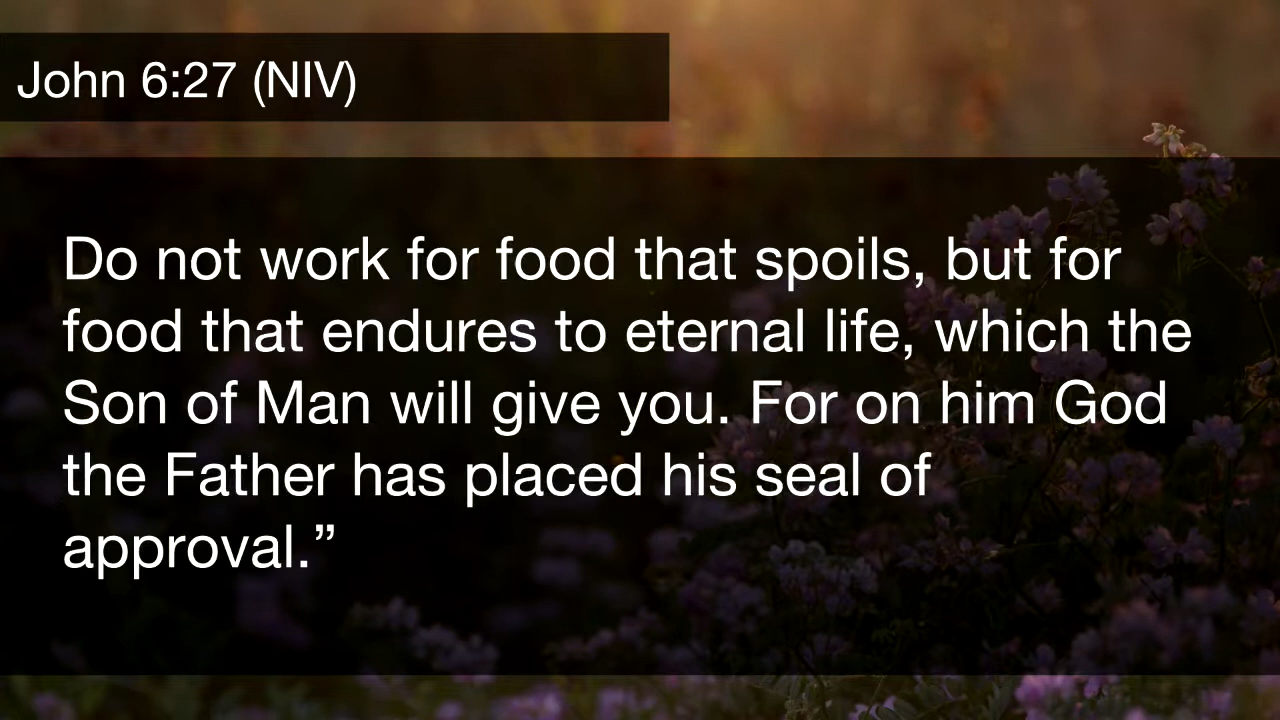 John 6:27 (NIV)
Do not work for food that spoils, but for
food that endures to eternal life, which the
Son of Man will give you. For on him God
the Father has placed his seal of
approval.”